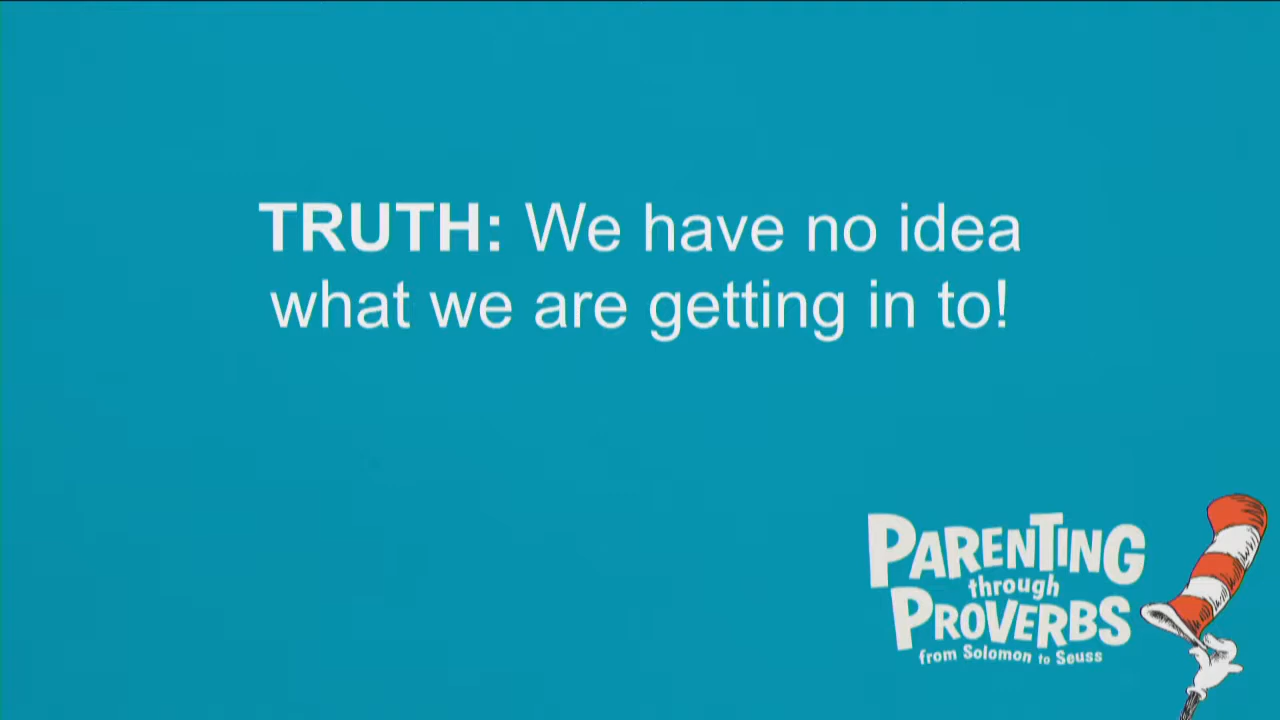 TRUTH: We have no idea
what we are getting in to!
PARENTING
through
PROVERBS
from Solomon to Seuss